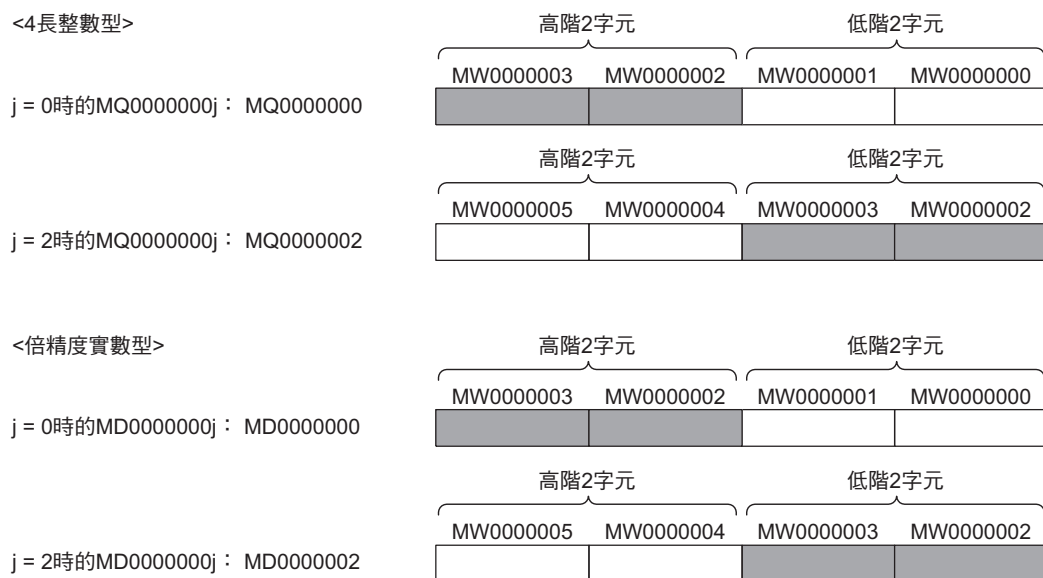 <4長整數型>
高階2字元 低階2字元
MW0000003 MW0000002 MW0000001 MW0000000
j = 0時的MQ0000000j： MQ0000000
高階2字元 低階2字元
MW0000005 MW0000004 MW0000003 MW0000002
j = 2時的MQ0000000j： MQ0000002
<倍精度實數型> 高階2字元 低階2字元
MW0000003 MW0000002 MW0000001 MW0000000
j = 0時的MD0000000j： MD0000000
高階2字元 低階2字元
MW0000005 MW0000004 MW0000003 MW0000002
j = 2時的MD0000000j： MD0000002